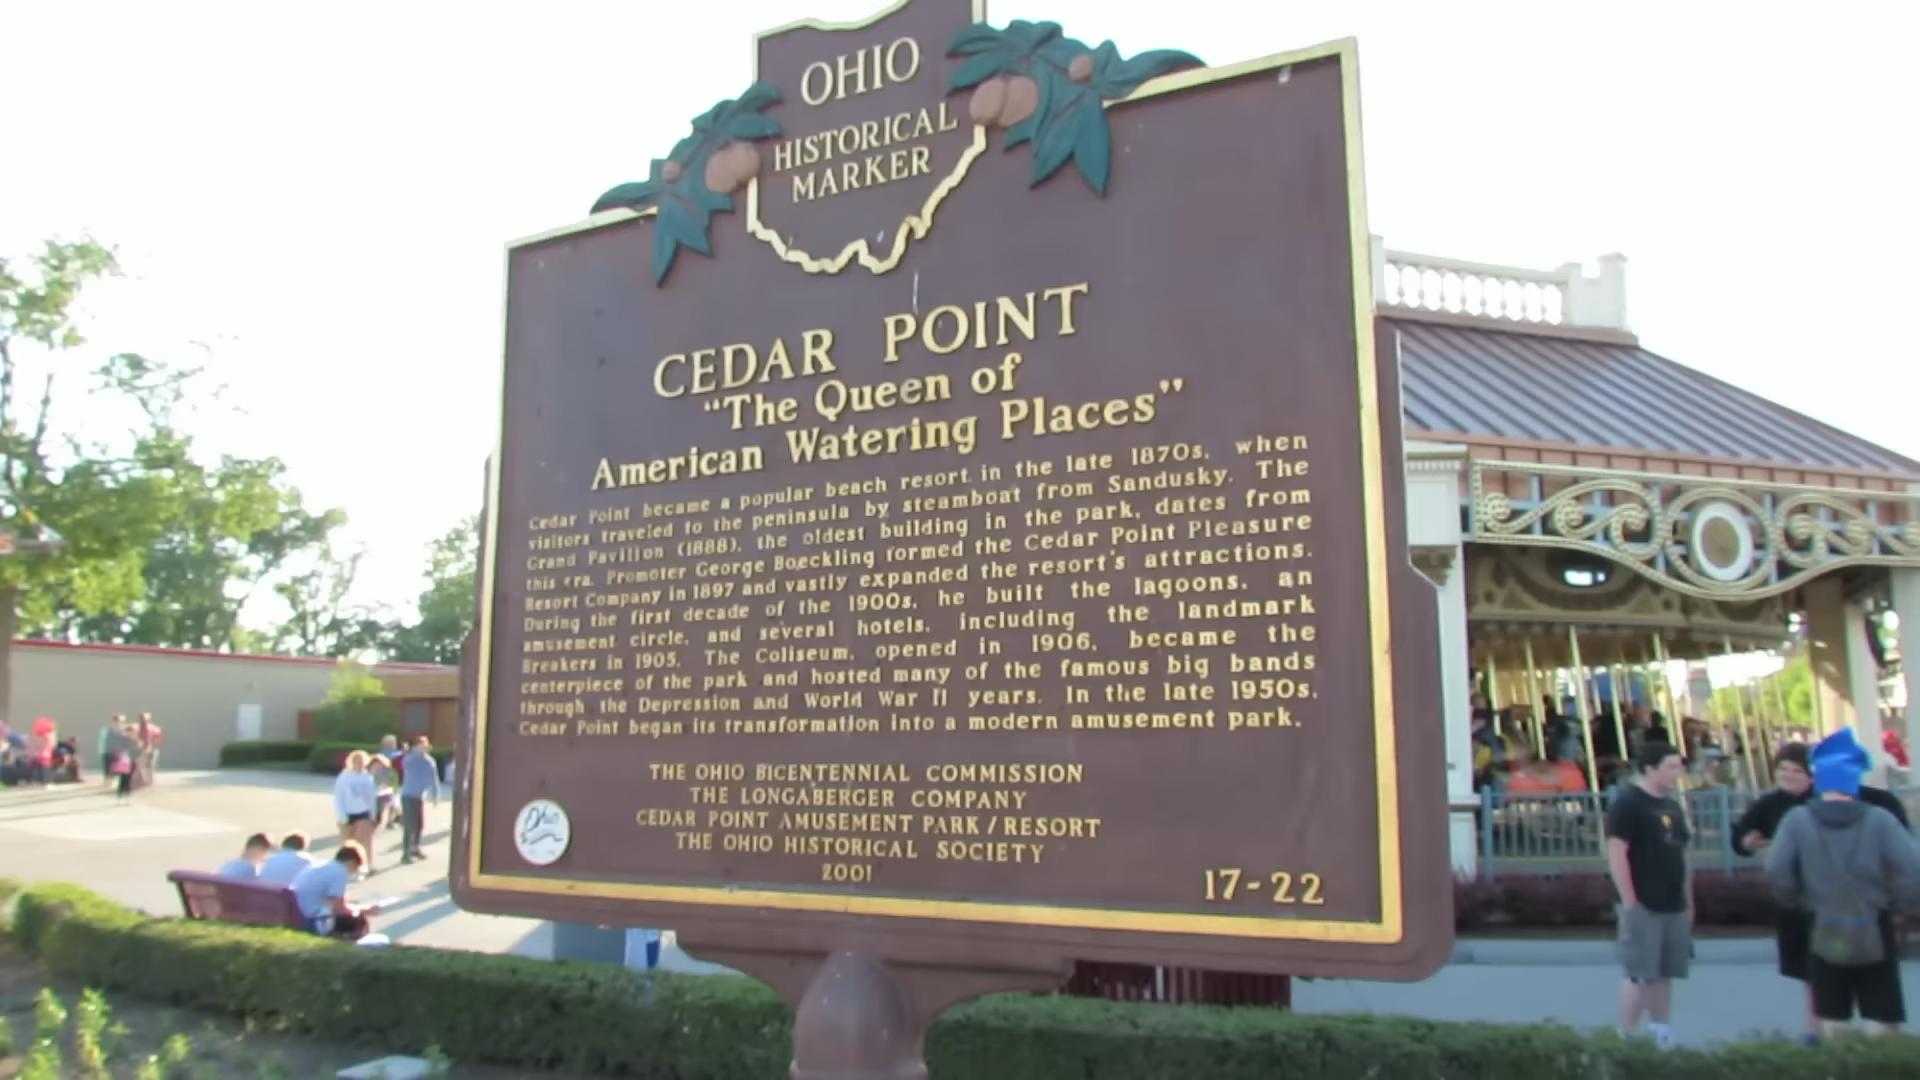 OHIO
HISTORICAL
MARKER
CEDAR POINT
"The Queen of
American Watering Places"
Cedar Point became a popular beach resort in the late 1870s, when
visitors traveled to the peninsula by steamboat from Sandusky. The
Grand Pavilion (1888), the oldest building in the park, dates from
this era. Promoter George Boeckling formed the Cedar Point Pleasure
Resort Company in 1897 and vastly expanded the resort's attractions.
During the first decade of the 1900s, he built the lagoons, an
amusement circle, and several hotels, including the landmark
Breakers in 1905. The Coliseum, opened in 1906, became the
centerpiece of the park and hosted many of the famous big bands
through the Depression and World War II years. In the late 1950s,
Cedar Point began its transformation into a modern amusement park.
THE OHIO BICENTENNIAL COMMISSION
THE LONGABERGER COMPANY
CEDAR POINT AMUSEMENT PARK/RESORT
THE OHIO HISTORICAL SOCIETY
2001
Ohio
17-22